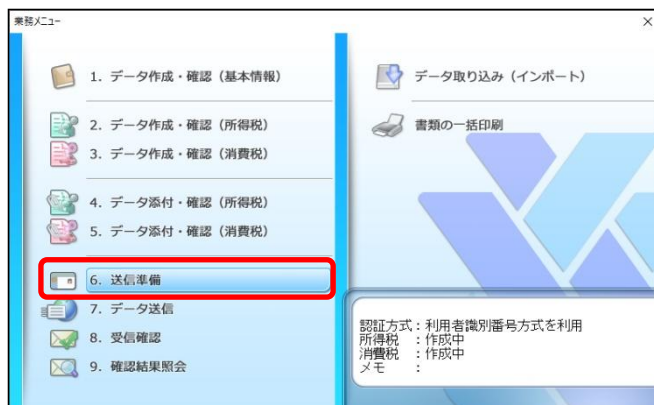 業務メニュー
1. データ作成・確認（基本情報）
2. データ作成・確認（所得税）
3. データ作成・確認（消費税）
4. データ添付・確認（所得税）
5. データ添付・確認（消費税）
6. 送信準備
7. データ送信
8. 受信確認
9. 確認結果照会
データ取り込み（インポート）
書類の一括印刷
認証方式：利用者識別番号方式を利用
所得税　：作成中
消費税　：作成中
メモ　　：